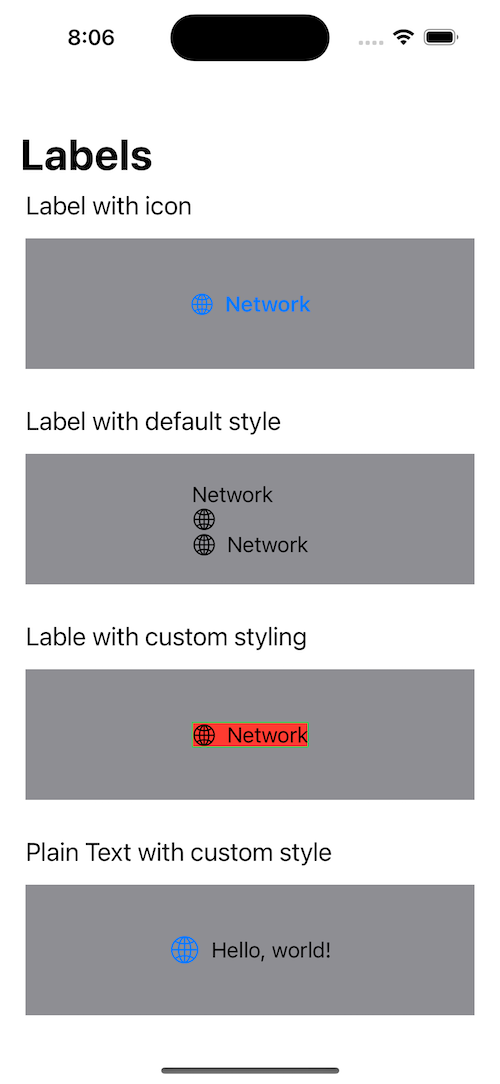 8:06
Labels
Label with icon
Network
Label with default style
Network
Network
Lable with custom styling
Network
Plain Text with custom style
Hello, world!